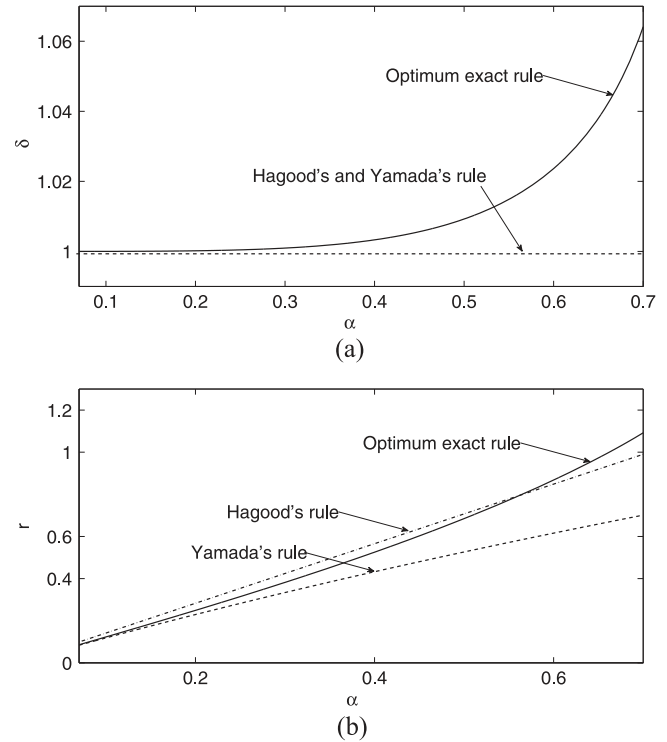 1.06
1.04
1.02
1
δ
Optimum exact rule
Hagood's and Yamada's rule
0.1 0.2 0.3 0.4 0.5 0.6 0.7
α
(a)
1.2
1
0.6
0.4
0
r
Optimum exact rule
Hagood's rule
Yamada's rule
0.2 0.4 0.6
α
(b)